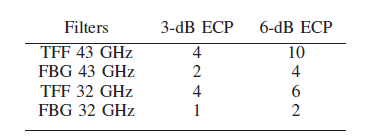 Filters 3-dB ECP 6-dB ECP
TFF 43 GHz 4 10
FBG 43 GHz 2 4
TFF 32 GHz 4 6
FBG 32 GHz 1 2